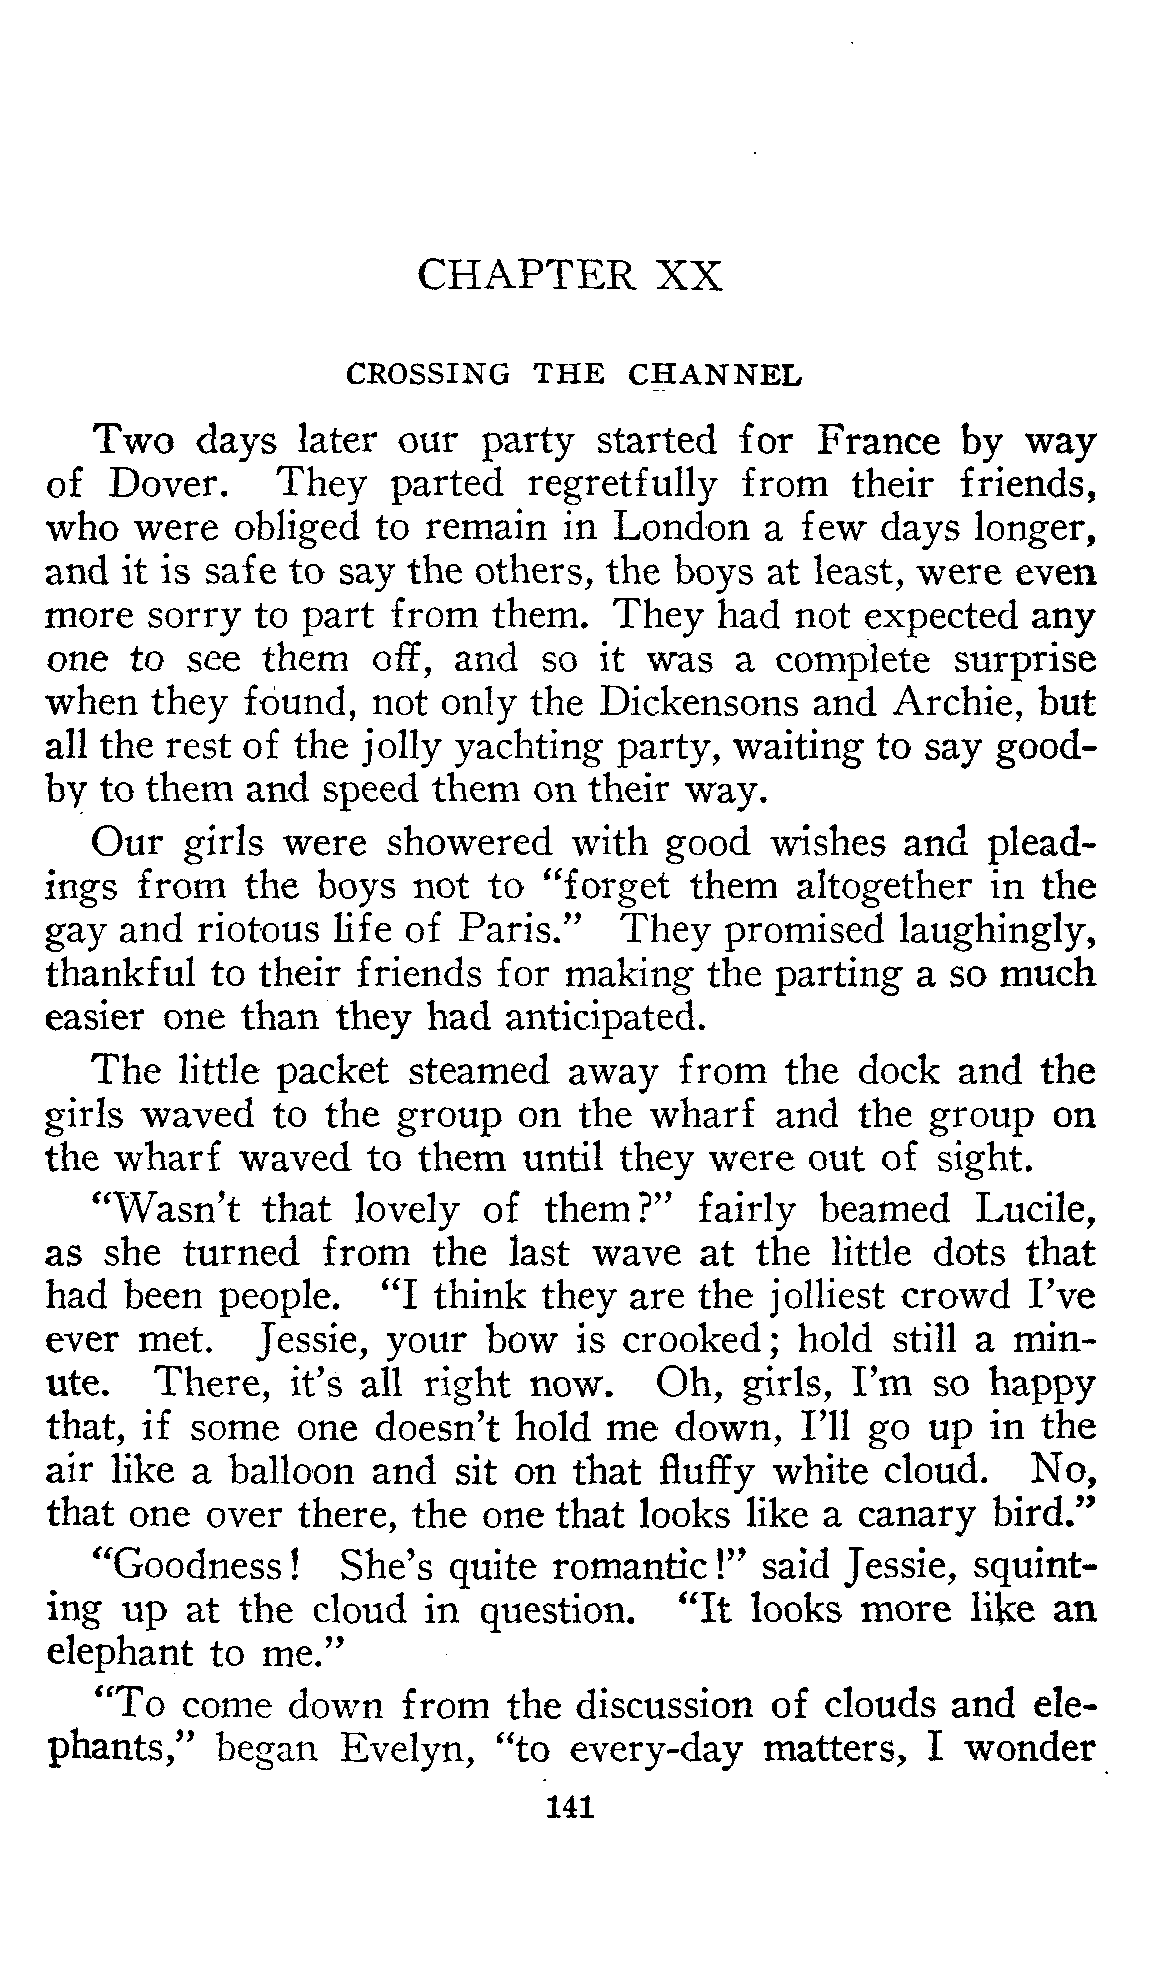 CHAPTER XX
CROSSING THE CHANNEL
Two days later our party started for France by way
of Dover. They parted regretfully from their friends,
who were obliged to remain in London a few days longer,
and it is safe to say the others, the boys at least, were even
more sorry to part from them. They had not expected any
one to see them off, and so it was a complete surprise
when they found, not only the Dickensons and Archie, but
all the rest of the jolly yachting party, waiting to say good-
by to them and speed them on their way.
Our girls were showered with good wishes and plead-
ings from the boys not to “forget them altogether in the
gay and riotous life of Paris.” They promised laughingly,
thankful to their friends for making the parting a so much
easier one than they had anticipated.
The little packet steamed away from the dock and the
girls waved to the group on the wharf and the group on
the wharf waved to them until they were out of sight.
“Wasn’t that lovely of them?” fairly beamed Lucile,
as she turned from the last wave at the little dots that
had been people. “I think they are the jolliest crowd I’ve
ever met. Jessie, your bow is crooked; hold still a min-
ute. There, it’s all right now. Oh, girls, I’m so happy
that, if some one doesn’t hold me down, I’ll go up in the
air like a balloon and sit on that fluffy white cloud. No,
that one over there, the one that looks like a canary bird.”
“Goodness! She’s quite romantic!” said Jessie, squint-
ing up at the cloud in question. “It looks more like an
elephant to me.”
“To come down from the discussion of clouds and ele-
phants,” began Evelyn, “to every-day matters, I wonder
141